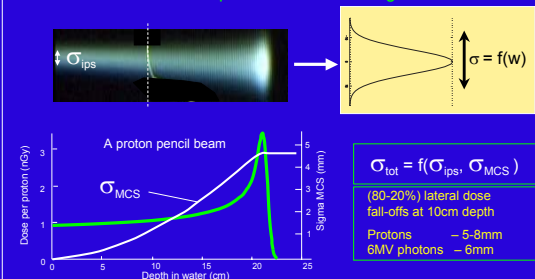 σips
σ = f(w)
A proton pencil beam
σMCS
Dose per proton (nGy)
3
2
1
0
Sigma MCS (mm)
5
4
3
2
1
0
5
10
15
20
25
Depth in water (cm)
σtot = f(σips, σMCS )
(80-20%) lateral dose
fall-offs at 10cm depth
Protons – 5-8mm
6MV photons – 6mm